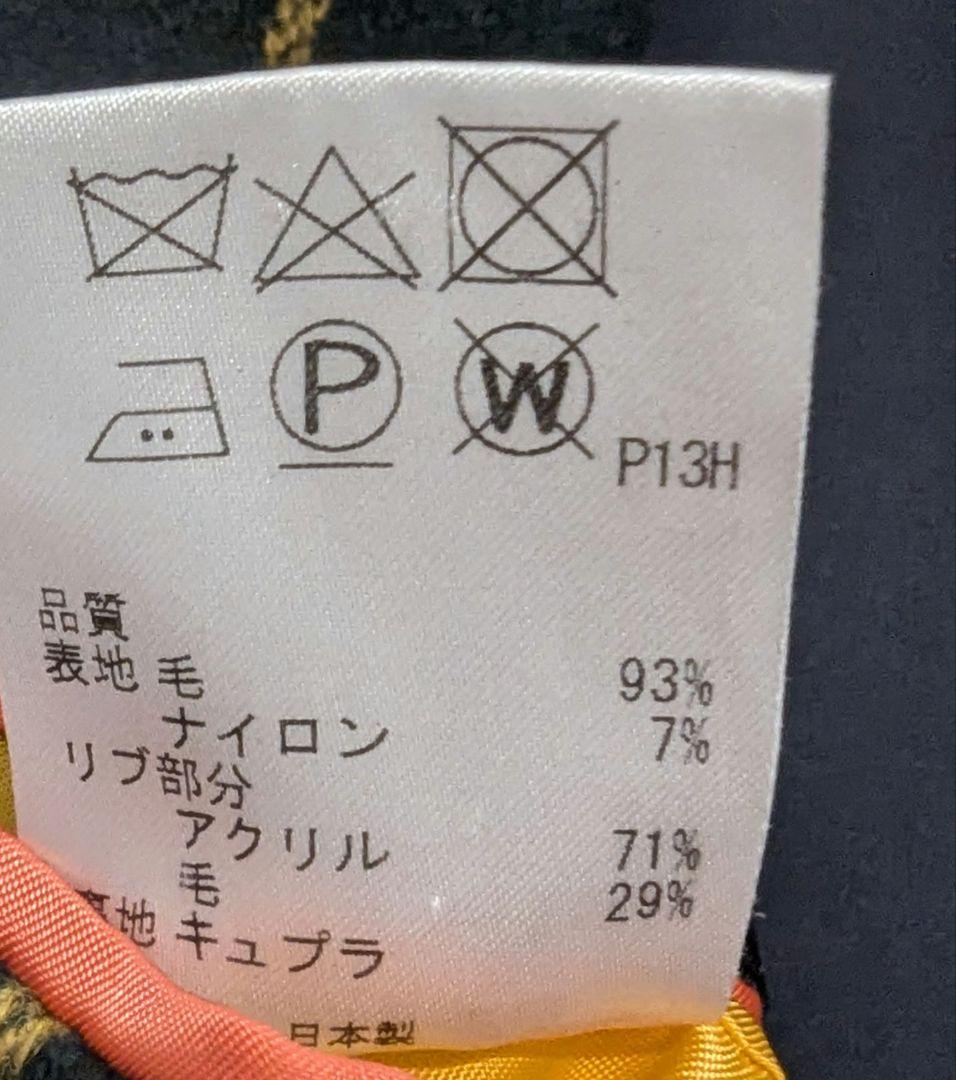 P
W
P13H
品質
表地 毛 93%
ナイロン 7%
リブ部分
アクリル 71%
毛 29%
裏地 キュプラ
日本製